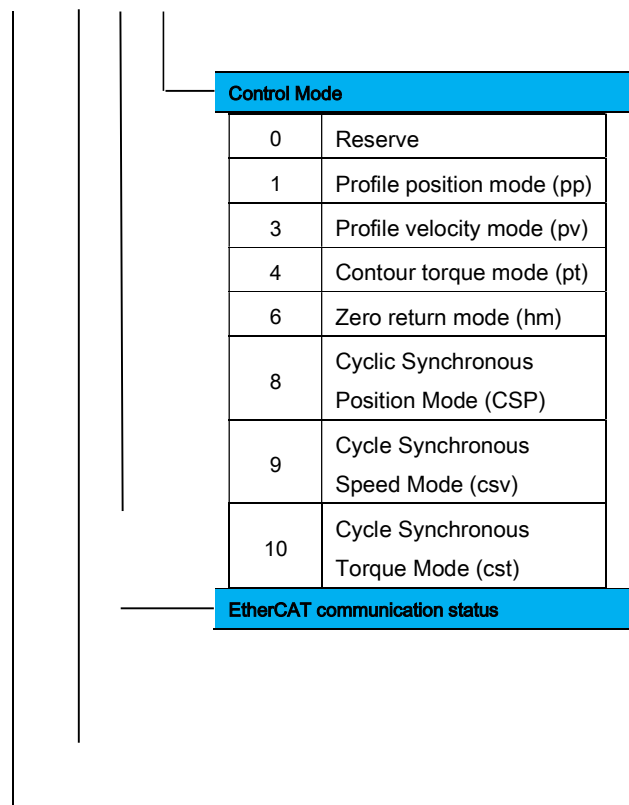 Control Mode
0 Reserve
1 Profile position mode (pp)
3 Profile velocity mode (pv)
4 Contour torque mode (pt)
6 Zero return mode (hm)
8 Cyclic Synchronous
Position Mode (CSP)
9 Cycle Synchronous
Speed Mode (csv)
10 Cycle Synchronous
Torque Mode (cst)
EtherCAT communication status